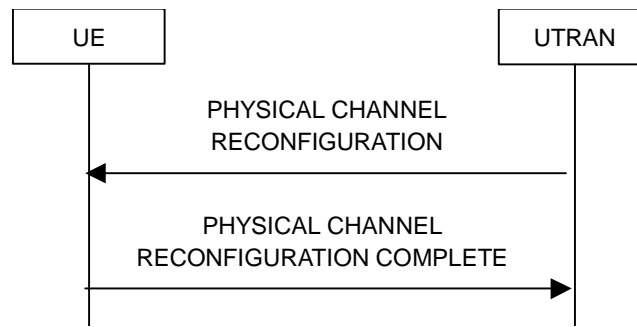 UE
UTRAN
PHYSICAL CHANNEL
RECONFIGURATION
PHYSICAL CHANNEL
RECONFIGURATION COMPLETE